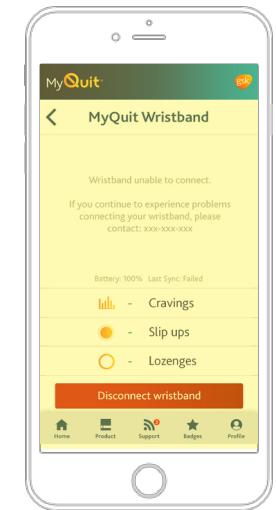 MyQuit
gsk
MyQuit Wristband
Wristband unable to connect.
If you continue to experience problems
connecting your wristband, please
contact: xxx-xxx-xxx
Battery: 100% Last Sync: Failed
- Cravings
- Slip ups
- Lozenges
Disconnect wristband
Home Product Support Badges Profile